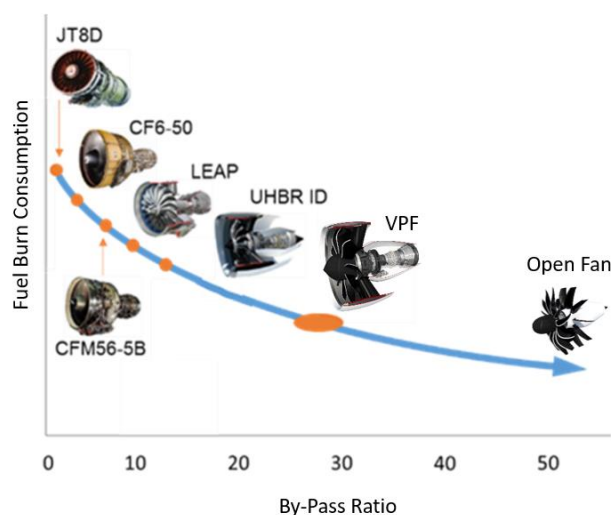 JT8D
CF6-50
LEAP
UHBR ID
VPF
Open Fan
CFM56-5B
Fuel Burn Consumption
0
10
20
30
40
50
By-Pass Ratio